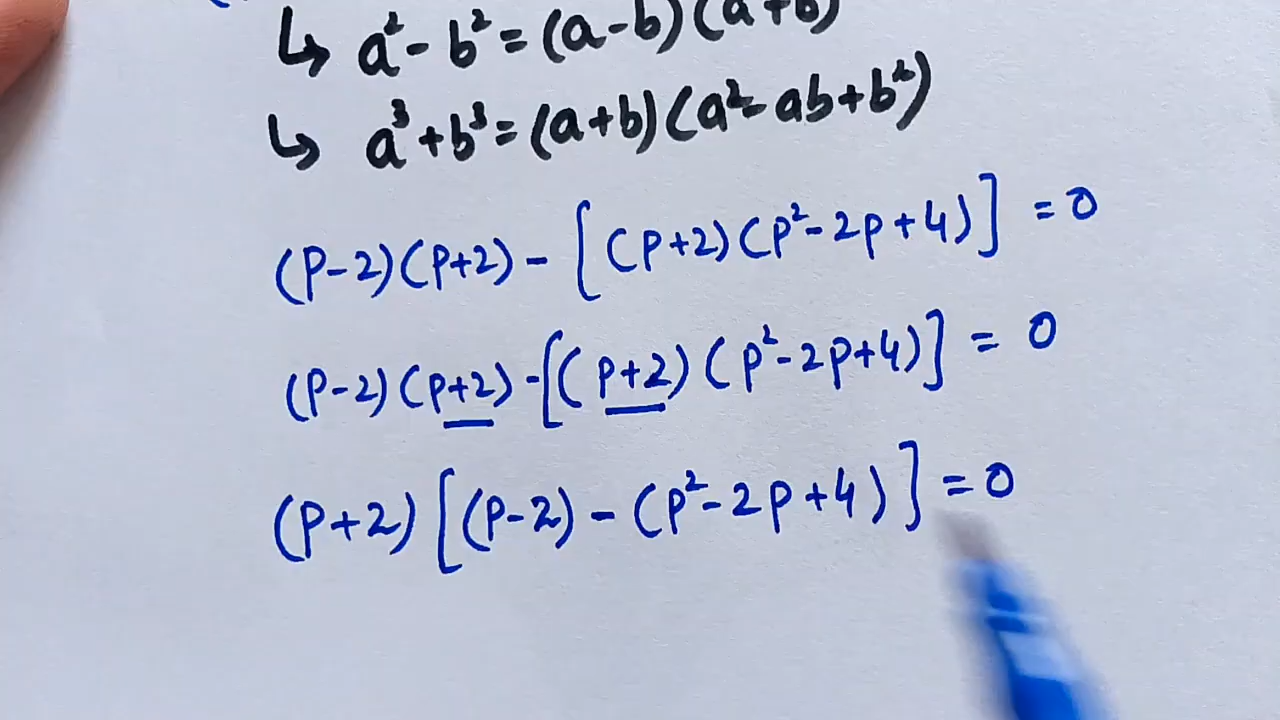 ↳ a² - b² = (a-b)(a+b)
↳ a³ + b³ = (a+b)(a² - ab + b²)
(P-2)(P+2) - [(P+2)(P² - 2P + 4)] = 0
(P-2)(P+2) - [(P+2)(P² - 2P + 4)] = 0
(P+2)[(P-2) - (P² - 2P + 4)] = 0